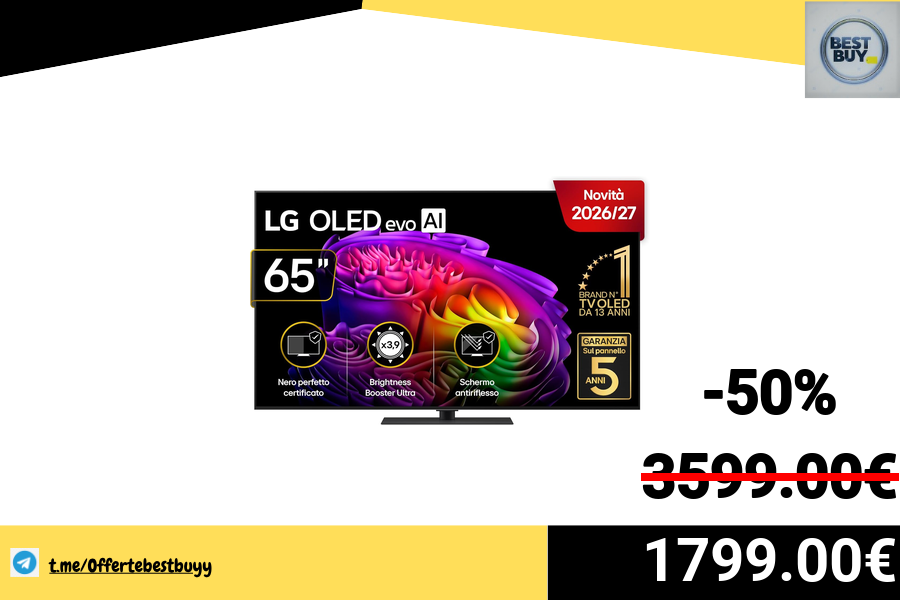 BEST
BUY
Novità
2026/27
LG OLED evo AI
65”
BRAND N°1
TV OLED
DA 13 ANNI
x3,9
Nero perfetto
certificato
Brightness
Booster Ultra
Schermo
antiriflesso
GARANZIA
Sul pannello
5
ANNI
-50%
3599.00€
1799.00€
t.me/Offertebestbuyy